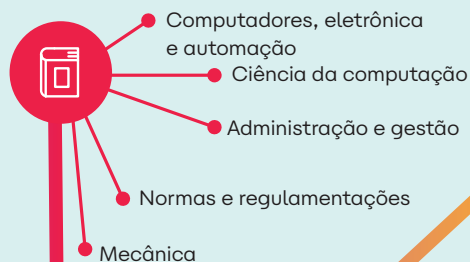 Computadores, eletrônica
e automação
Ciência da computação
Administração e gestão
Normas e regulamentações
Mecânica